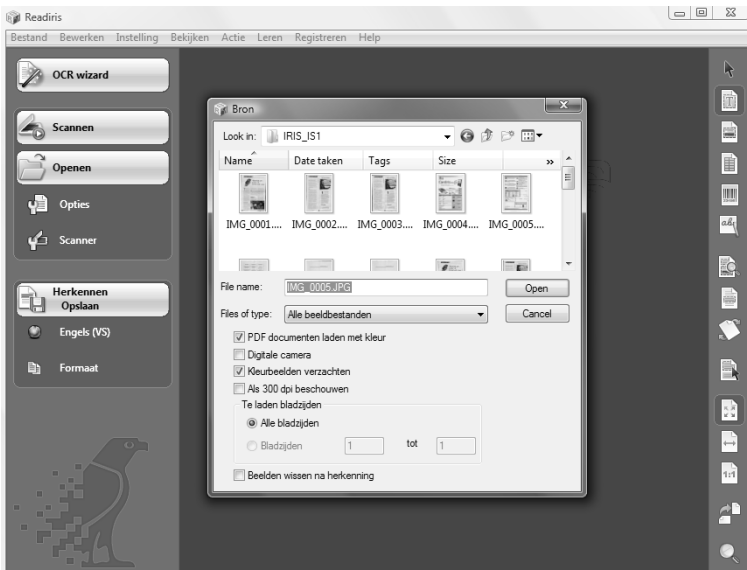 Readiris
Bestand Bewerken Instelling Bekijken Actie Leren Registreren Help
OCR wizard
Scannen
Openen
Opties
Scanner
Herkennen
Opslaan
Engels (VS)
Formaat
Bron
Look in: IRIS_IS1
Name Date taken Tags Size »
IMG_0001.... IMG_0002.... IMG_0003.... IMG_0004.... IMG_0005....
File name: IMG_0005.JPG Open
Files of type: Alle beeldbestanden Cancel
PDF documenten laden met kleur
Digitale camera
Kleurbeelden verzachten
Als 300 dpi beschouwen
Te laden bladzijden
Alle bladzijden
Bladzijden 1 tot 1
Beelden wissen na herkenning
1:1